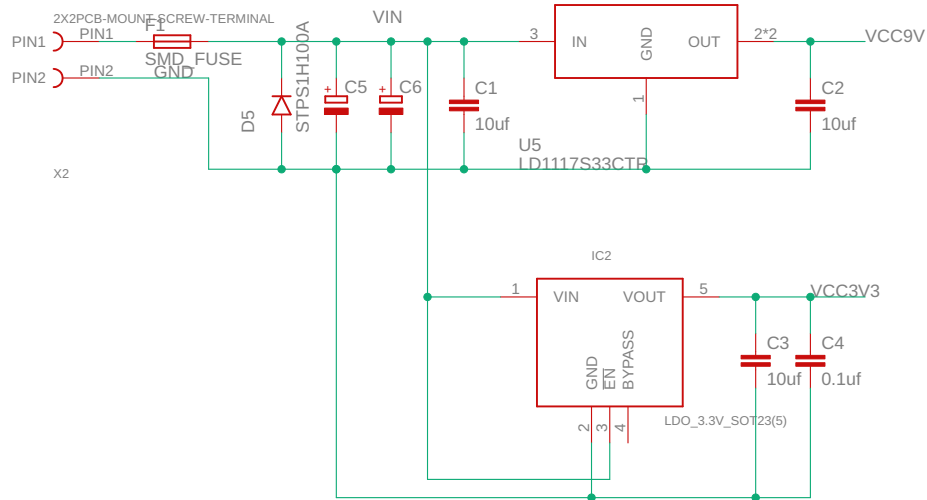 2X2PCB-MOUNT-SCREW-TERMINAL
VIN
F1
PIN1
PIN1
SMD_FUSE
GND
PIN2
PIN2
3
IN
GND
OUT
2*2
VCC9V
1
D5
STPS1H100A
+
C5
+
C6
C1
10uf
C2
10uf
U5
LD1117S33CTR
X2
IC2
1
VIN
VOUT
5
VCC3V3
GND
EN
BYPASS
C3
10uf
C4
0.1uf
2
3
4
LDO_3.3V_SOT23(5)